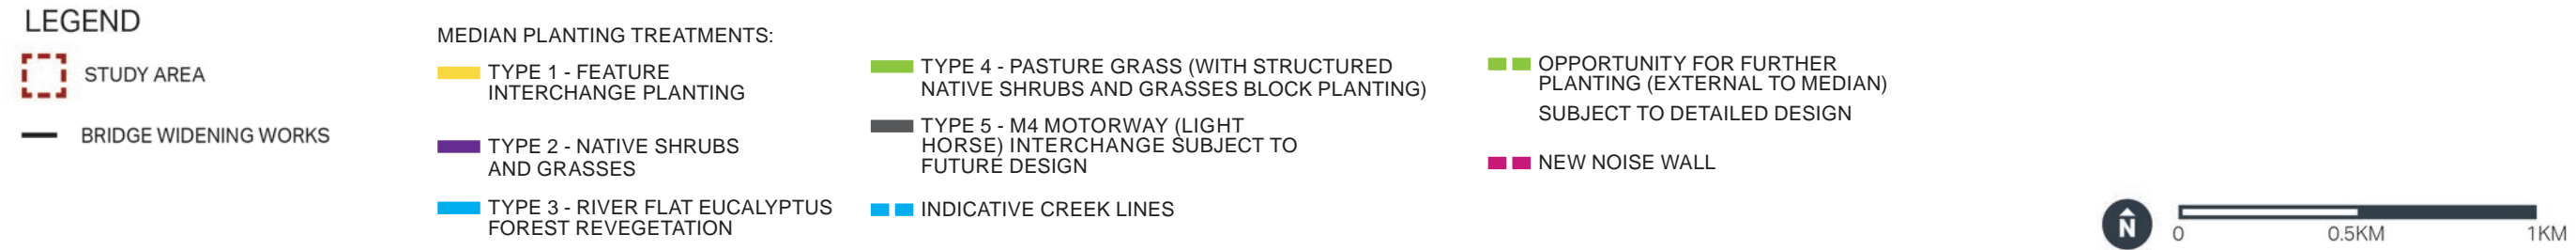 LEGEND
STUDY AREA
BRIDGE WIDENING WORKS
MEDIAN PLANTING TREATMENTS:
TYPE 1 - FEATURE
INTERCHANGE PLANTING
TYPE 2 - NATIVE SHRUBS
AND GRASSES
TYPE 3 - RIVER FLAT EUCALYPTUS
FOREST REVEGETATION
TYPE 4 - PASTURE GRASS (WITH STRUCTURED
NATIVE SHRUBS AND GRASSES BLOCK PLANTING)
TYPE 5 - M4 MOTORWAY (LIGHT
HORSE) INTERCHANGE SUBJECT TO
FUTURE DESIGN
INDICATIVE CREEK LINES
OPPORTUNITY FOR FURTHER
PLANTING (EXTERNAL TO MEDIAN)
SUBJECT TO DETAILED DESIGN
NEW NOISE WALL
N
0 0.5KM 1KM